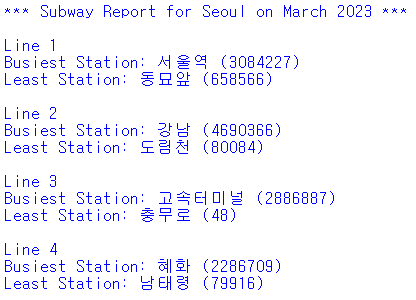 *** Subway Report for Seoul on March 2023 ***
Line 1
Busiest Station: 서울역 (3084227)
Least Station: 동묘앞 (658566)
Line 2
Busiest Station: 강남 (4690366)
Least Station: 도림천 (80084)
Line 3
Busiest Station: 고속터미널 (2886887)
Least Station: 충무로 (48)
Line 4
Busiest Station: 혜화 (2286709)
Least Station: 남태령 (79916)